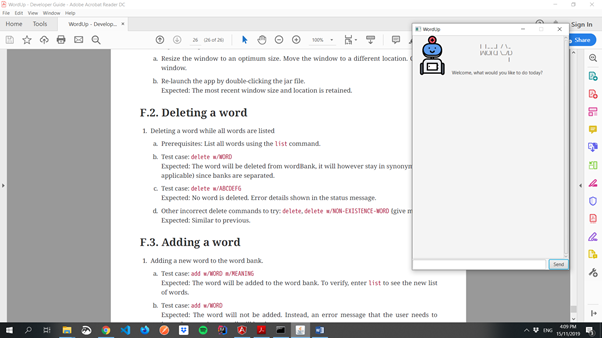 WordUp - Developer Guide - Adobe Acrobat Reader DC
File Edit View Window Help
Home Tools WordUp - Develop... × Sign In
26 (26 of 26) 100% Share
a. Resize the window to an optimum size. Move the window to a different location.
window.
b. Re-launch the app by double-clicking the jar file.
Expected: The most recent window size and location is retained.
F.2. Deleting a word
1. Deleting a word while all words are listed
a. Prerequisites: List all words using the list command.
b. Test case: delete w/WORD
Expected: The word will be deleted from wordBank, it will however stay in synonym
applicable) since banks are separated.
c. Test case: delete w/ABCDEFG
Expected: No word is deleted. Error details shown in the status message.
d. Other incorrect delete commands to try: delete, delete w/NON-EXISTENCE-WORD (give m
Expected: Similar to previous.
F.3. Adding a word
1. Adding a new word to the word bank.
a. Test case: add w/WORD m/MEANING
Expected: The word will be added to the word bank. To verify, enter list to see the new list
of words.
b. Test case: add w/WORD
Expected: The word will not be added. Instead, an error message that the user needs to
WordUp
Welcome, what would you like to do today?
Send
ENG
4:09 PM
15/11/2019